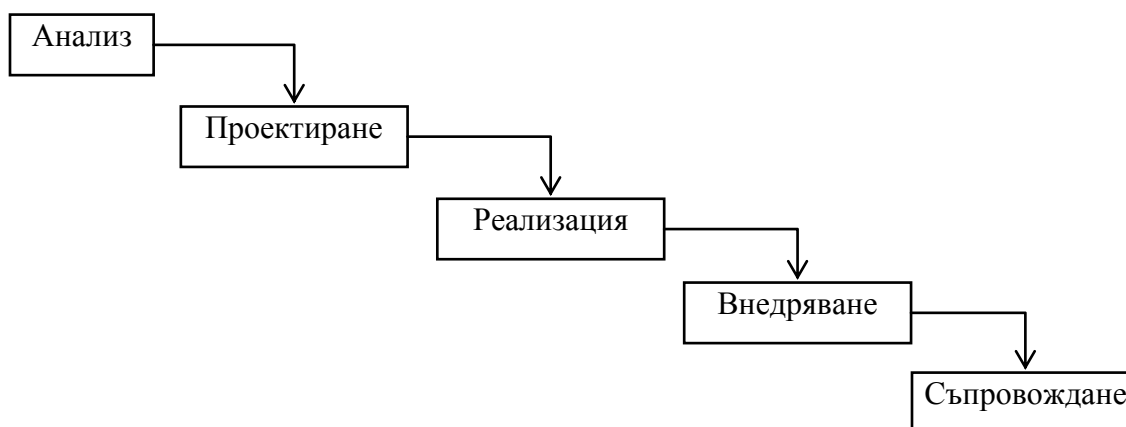 Анализ
Проектиране
Реализация
Внедряване
Съпровождане